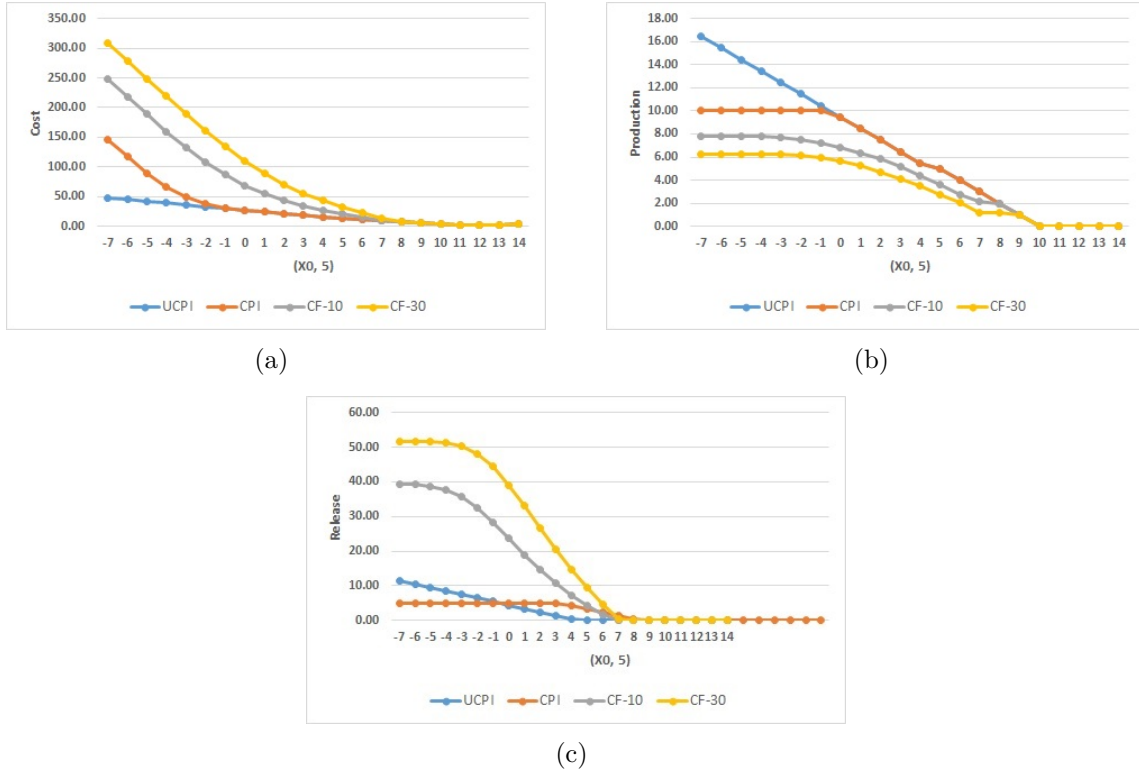 350.00
300.00
250.00
200.00
150.00
100.00
50.00
0.00
Cost
-7 -6 -5 -4 -3 -2 -1 0 1 2 3 4 5 6 7 8 9 10 11 12 13 14
(X0, 5)
UCPI CPI CF-10 CF-30
(a)
18.00
16.00
14.00
12.00
10.00
8.00
6.00
4.00
2.00
0.00
Production
-7 -6 -5 -4 -3 -2 -1 0 1 2 3 4 5 6 7 8 9 10 11 12 13 14
(X0, 5)
UCPI CPI CF-10 CF-30
(b)
60.00
50.00
40.00
30.00
20.00
10.00
0.00
Release
-7 -6 -5 -4 -3 -2 -1 0 1 2 3 4 5 6 7 8 9 10 11 12 13 14
(X0, 5)
UCPI CPI CF-10 CF-30
(c)